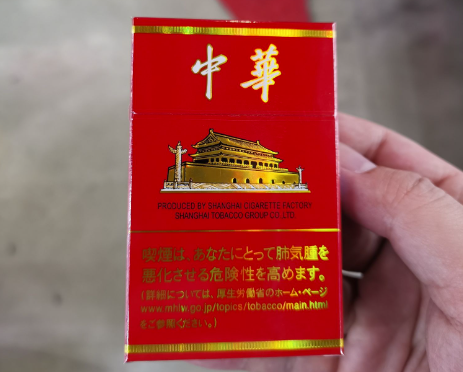 中華
PRODUCED BY SHANGHAI CIGARETTE FACTORY
SHANGHAI TOBACCO GROUP CO.,LTD.
喫煙は、あなたにとって肺気腫を
悪化させる危険性を高めます。
(詳細については、厚生労働省のホーム・ページ
www.mhlw.go.jp/topics/tobacco/main.html
をご参照ください。)